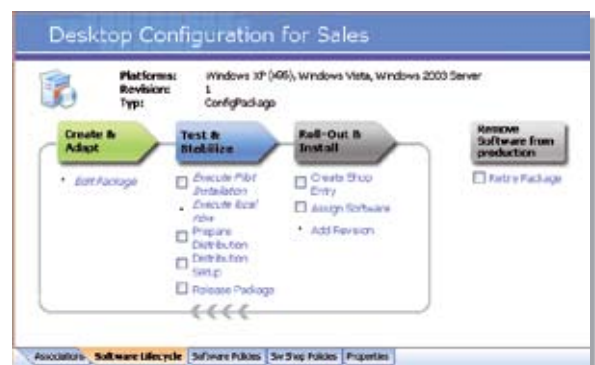 Desktop Configuration for Sales
Platforms: Windows XP (x86), Windows Vista, Windows 2003 Server
Revision: 1
Typ: ConfigPackage
Create & Adapt
Edit Package
Test & Stabilize
Execute Pilot Installation
Execute local now
Prepare Distribution
Distribution Setup
Release Package
Roll-Out & Install
Create Shop Entry
Assign Software
Add Revision
Remove Software from production
Retire Package
Associations Software Lifecycle Software Policies Sw Shop Policies Properties